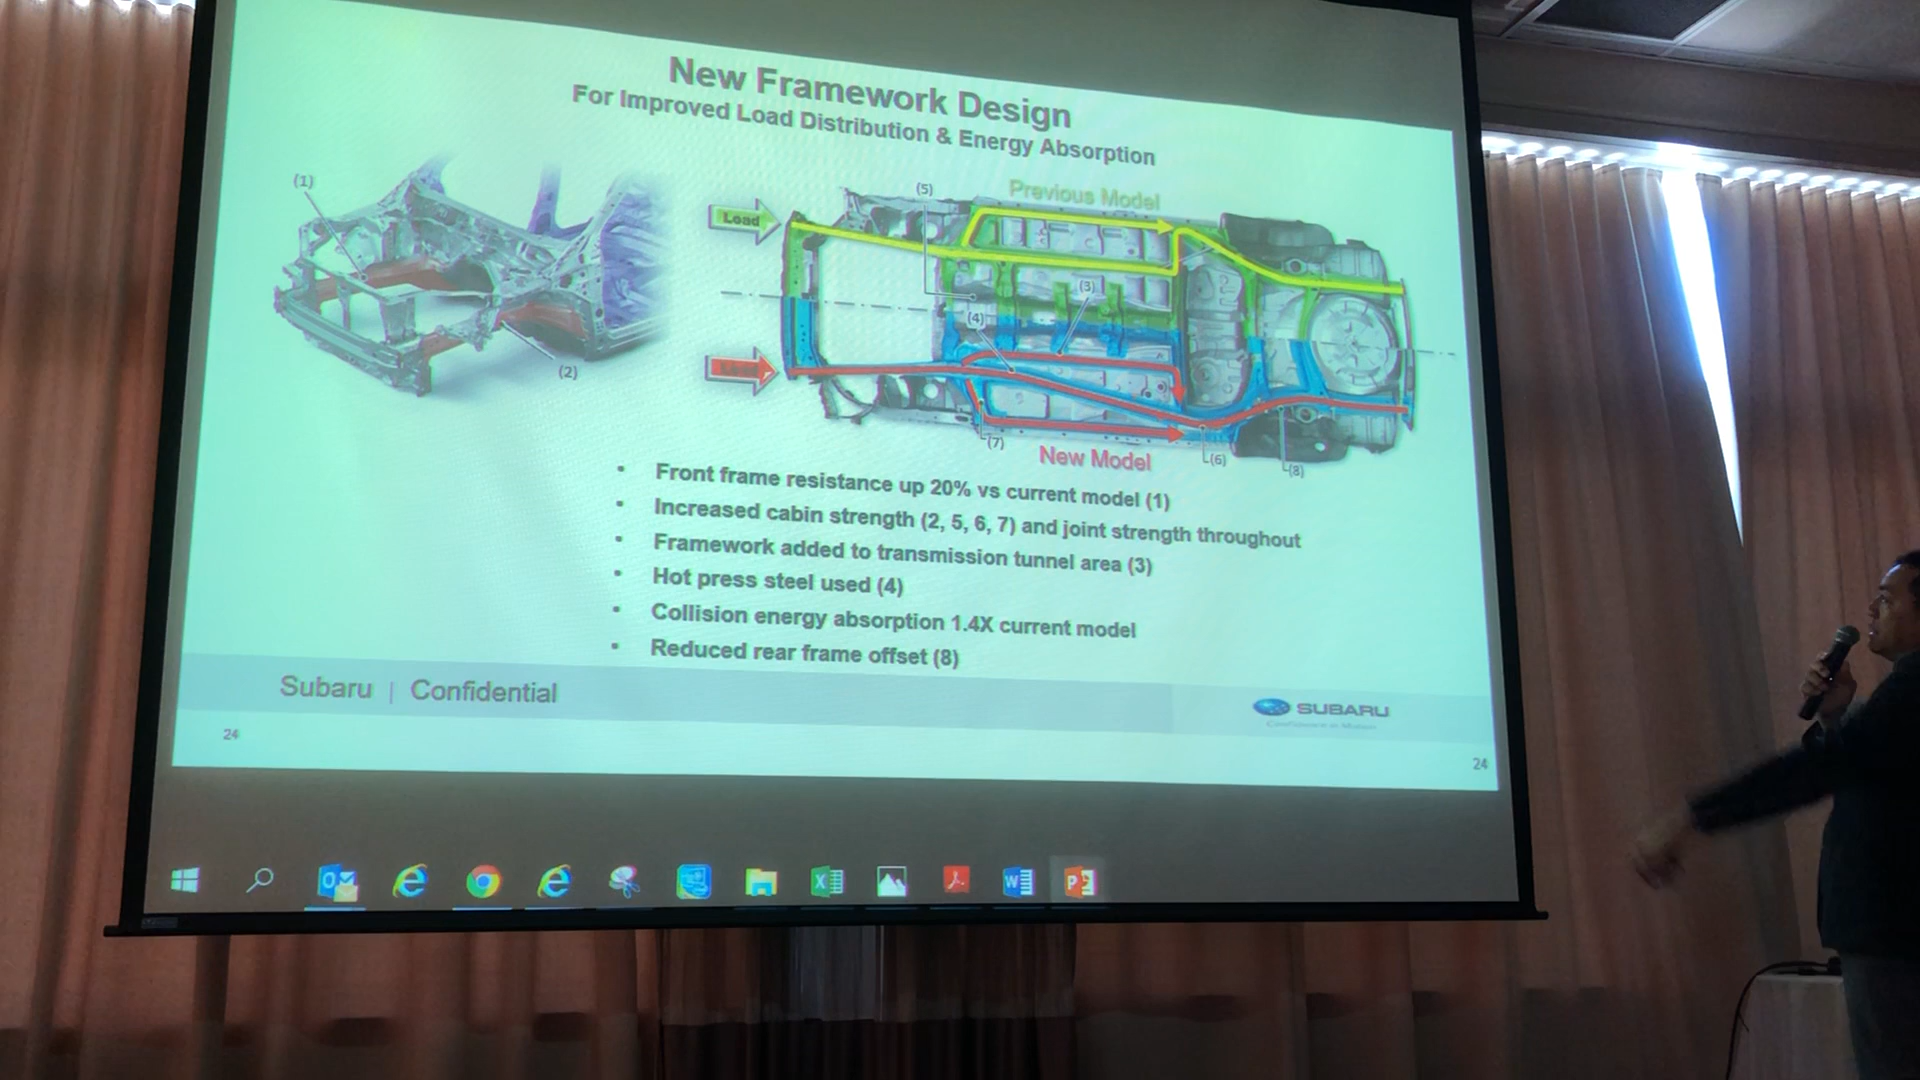 New Framework Design
For Improved Load Distribution & Energy Absorption
(1)
(2)
(5)
Previous Model
Load
(3)
(4)
(7)
New Model
(6)
(8)
▪ Front frame resistance up 20% vs current model (1)
▪ Increased cabin strength (2, 5, 6, 7) and joint strength throughout
▪ Framework added to transmission tunnel area (3)
▪ Hot press steel used (4)
▪ Collision energy absorption 1.4X current model
▪ Reduced rear frame offset (8)
Subaru | Confidential
SUBARU
Confidence in Motion
24
24